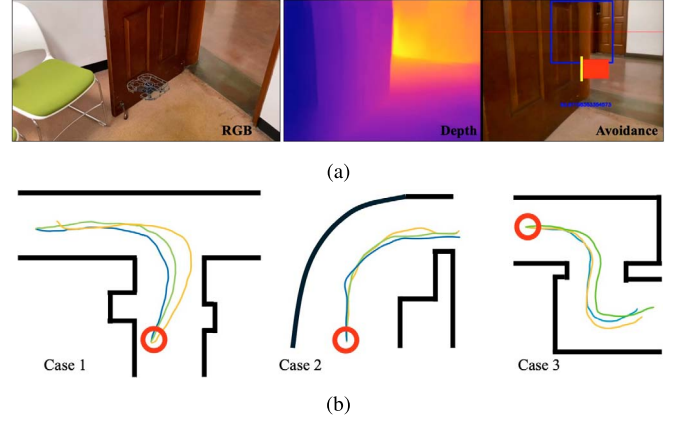 RGB
Depth
Avoidance
(a)
Case 1
Case 2
Case 3
(b)